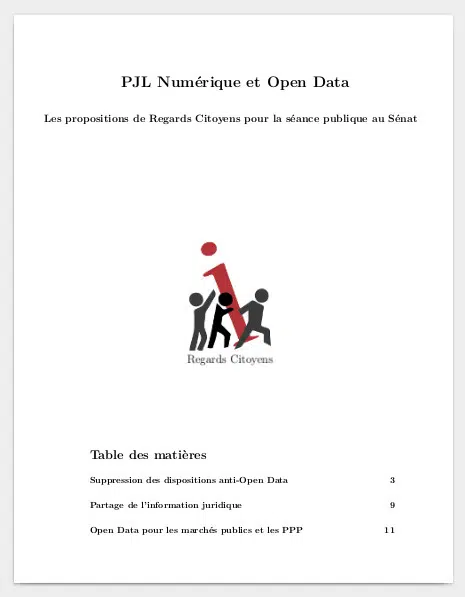 PJL Numérique et Open Data
Les propositions de Regards Citoyens pour la séance publique au Sénat
Regards Citoyens
Table des matières
Suppression des dispositions anti-Open Data 3
Partage de l'information juridique 9
Open Data pour les marchés publics et les PPP 11